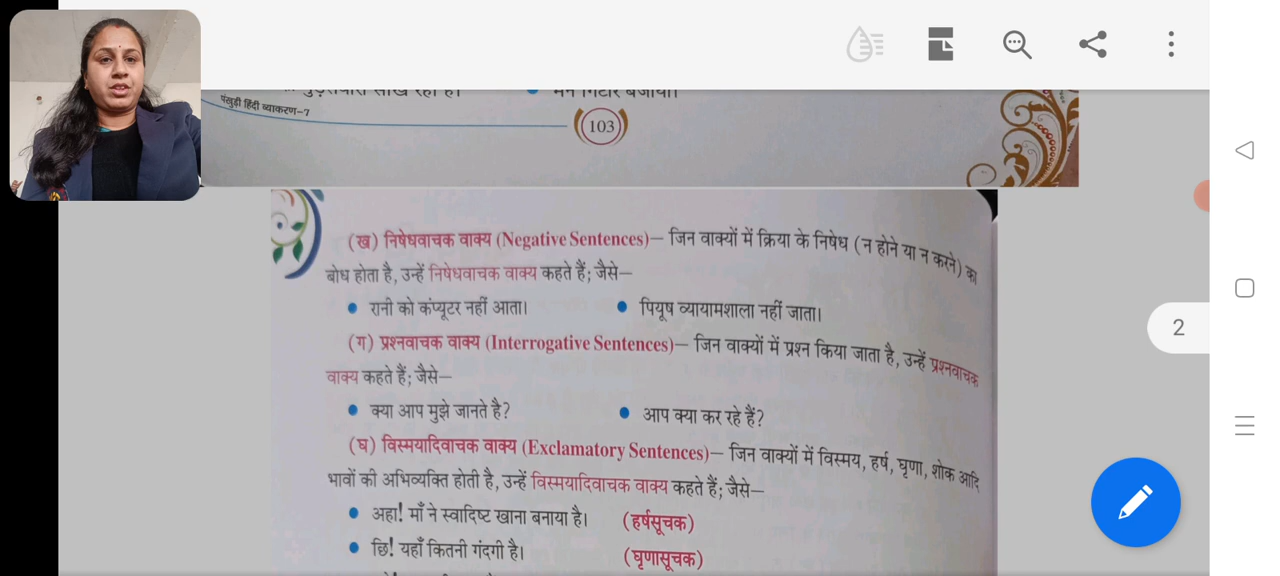 सीख रहा है।
• मैंने गिटार बजाया।
पंखुड़ी हिंदी व्याकरण–7
103
(ख) निषेधवाचक वाक्य (Negative Sentences)– जिन वाक्यों में क्रिया के निषेध (न होने या न करने) का
बोध होता है, उन्हें निषेधवाचक वाक्य कहते हैं; जैसे–
• रानी को कंप्यूटर नहीं आता। • पियूष व्यायामशाला नहीं जाता।
(ग) प्रश्नवाचक वाक्य (Interrogative Sentences)– जिन वाक्यों में प्रश्न किया जाता है, उन्हें प्रश्नवाचक
वाक्य कहते हैं; जैसे–
• क्या आप मुझे जानते है? • आप क्या कर रहे हैं?
(घ) विस्मयादिवाचक वाक्य (Exclamatory Sentences)– जिन वाक्यों में विस्मय, हर्ष, घृणा, शोक आदि
भावों की अभिव्यक्ति होती है, उन्हें विस्मयादिवाचक वाक्य कहते हैं; जैसे–
• अहा! माँ ने स्वादिष्ट खाना बनाया है। (हर्षसूचक)
• छि! यहाँ कितनी गंदगी है। (घृणासूचक)
2